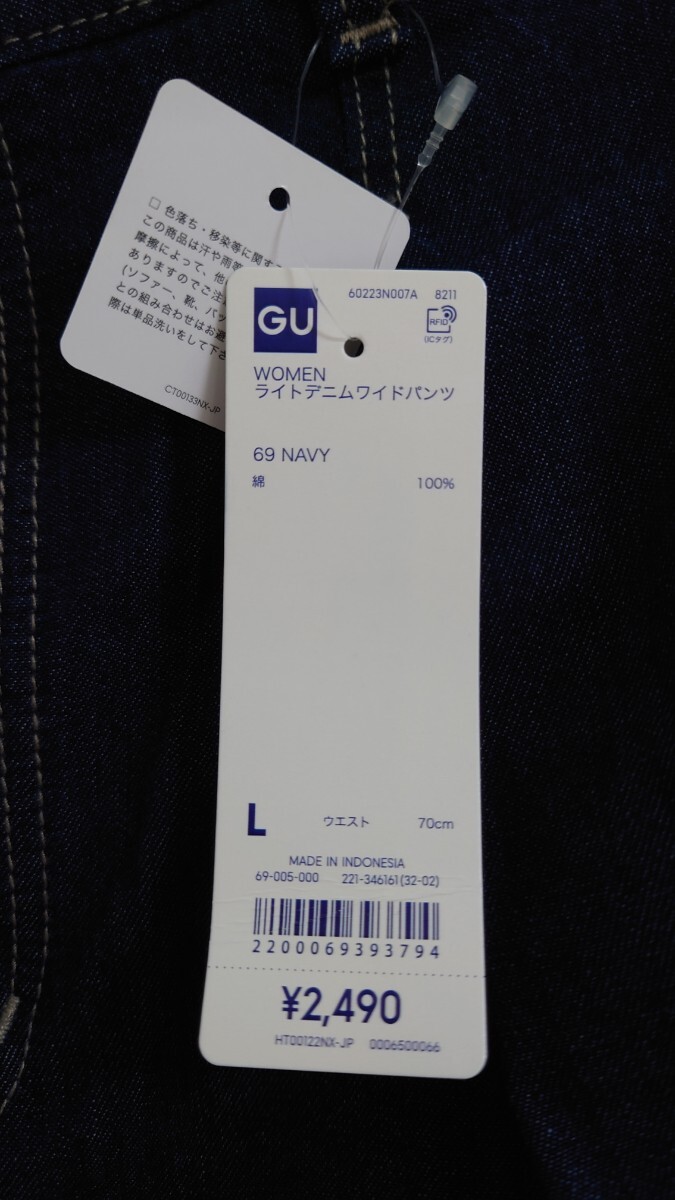 □ 色落ち・移染等に関する
この商品は汗や雨等
摩擦によって、他
ありますのでご注
(ソファー、靴、バッ
との組み合わせはお避
際は単品洗いをして下さ
CT00133NX-JP
GU
60223N007A 8211
RFID
(ICタグ)
WOMEN
ライトデニムワイドパンツ
69 NAVY
綿 100%
L ウエスト 70cm
MADE IN INDONESIA
69-005-000 221-346161(32-02)
2200069393794
¥2,490
HT00122NX-JP 0006500066